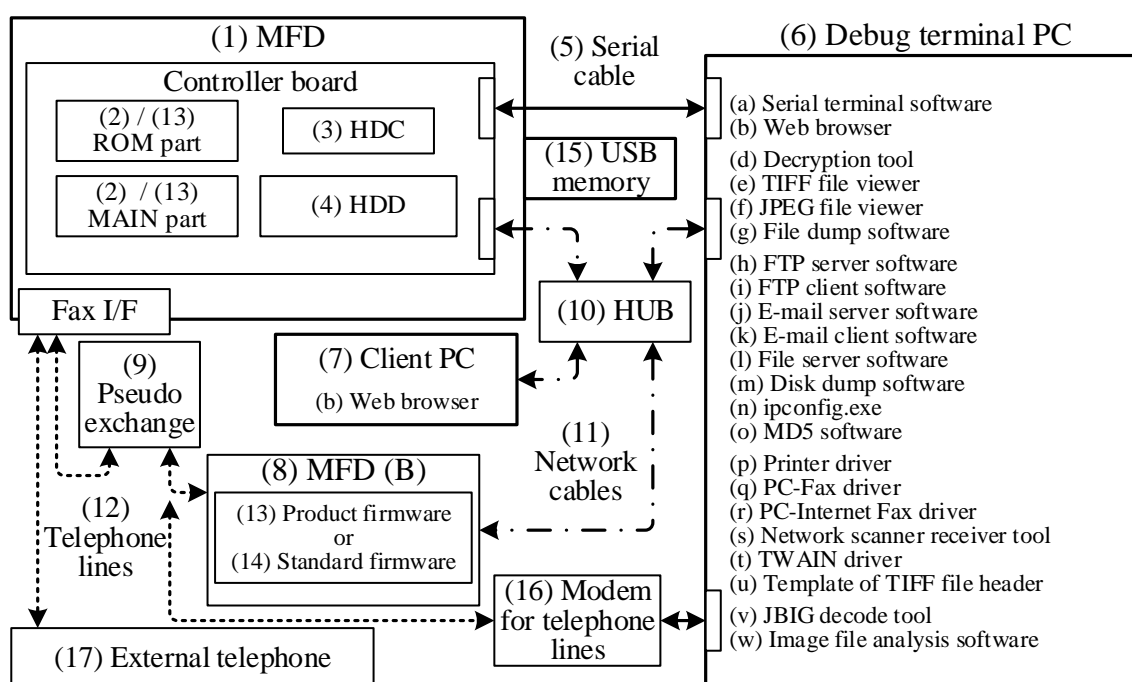 (1) MFD
Controller board
(2) / (13)
ROM part
(3) HDC
(2) / (13)
MAIN part
(4) HDD
Fax I/F
(5) Serial
cable
(15) USB
memory
(10) HUB
(7) Client PC
(b) Web browser
(9)
Pseudo
exchange
(11)
Network
cables
(12)
Telephone
lines
(8) MFD (B)
(13) Product firmware
or
(14) Standard firmware
(16) Modem
for telephone
lines
(17) External telephone
(6) Debug terminal PC
(a) Serial terminal software
(b) Web browser
(d) Decryption tool
(e) TIFF file viewer
(f) JPEG file viewer
(g) File dump software
(h) FTP server software
(i) FTP client software
(j) E-mail server software
(k) E-mail client software
(l) File server software
(m) Disk dump software
(n) ipconfig.exe
(o) MD5 software
(p) Printer driver
(q) PC-Fax driver
(r) PC-Internet Fax driver
(s) Network scanner receiver tool
(t) TWAIN driver
(u) Template of TIFF file header
(v) JBIG decode tool
(w) Image file analysis software